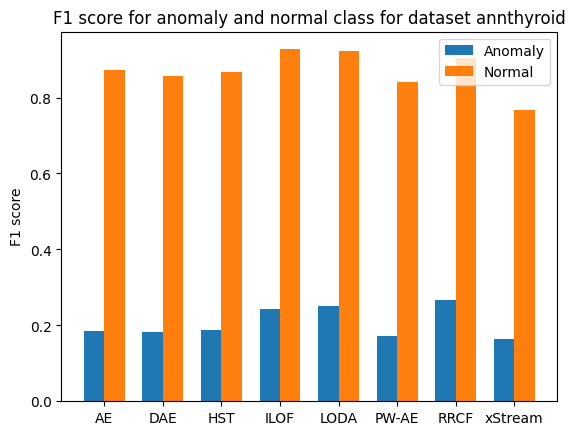 F1 score for anomaly and normal class for dataset annthyroid
Anomaly
Normal
F1 score
0.8
0.6
0.4
0.2
0.0
AE DAE HST ILOF LODA PW-AE RRCF xStream